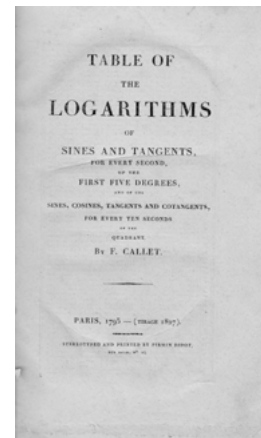 TABLE OF
THE
LOGARITHMS
OF
SINES AND TANGENTS,
FOR EVERY SECOND,
OF THE
FIRST FIVE DEGREES,
AND OF THE
SINES, COSINES, TANGENTS AND COTANGENTS,
FOR EVERY TEN SECONDS
OF THE
QUADRANT.
BY F. CALLET.
PARIS, 1795 — (TIRAGE 1827)
STEREOTYPED AND PRINTED BY FIRMIN DIDOT,